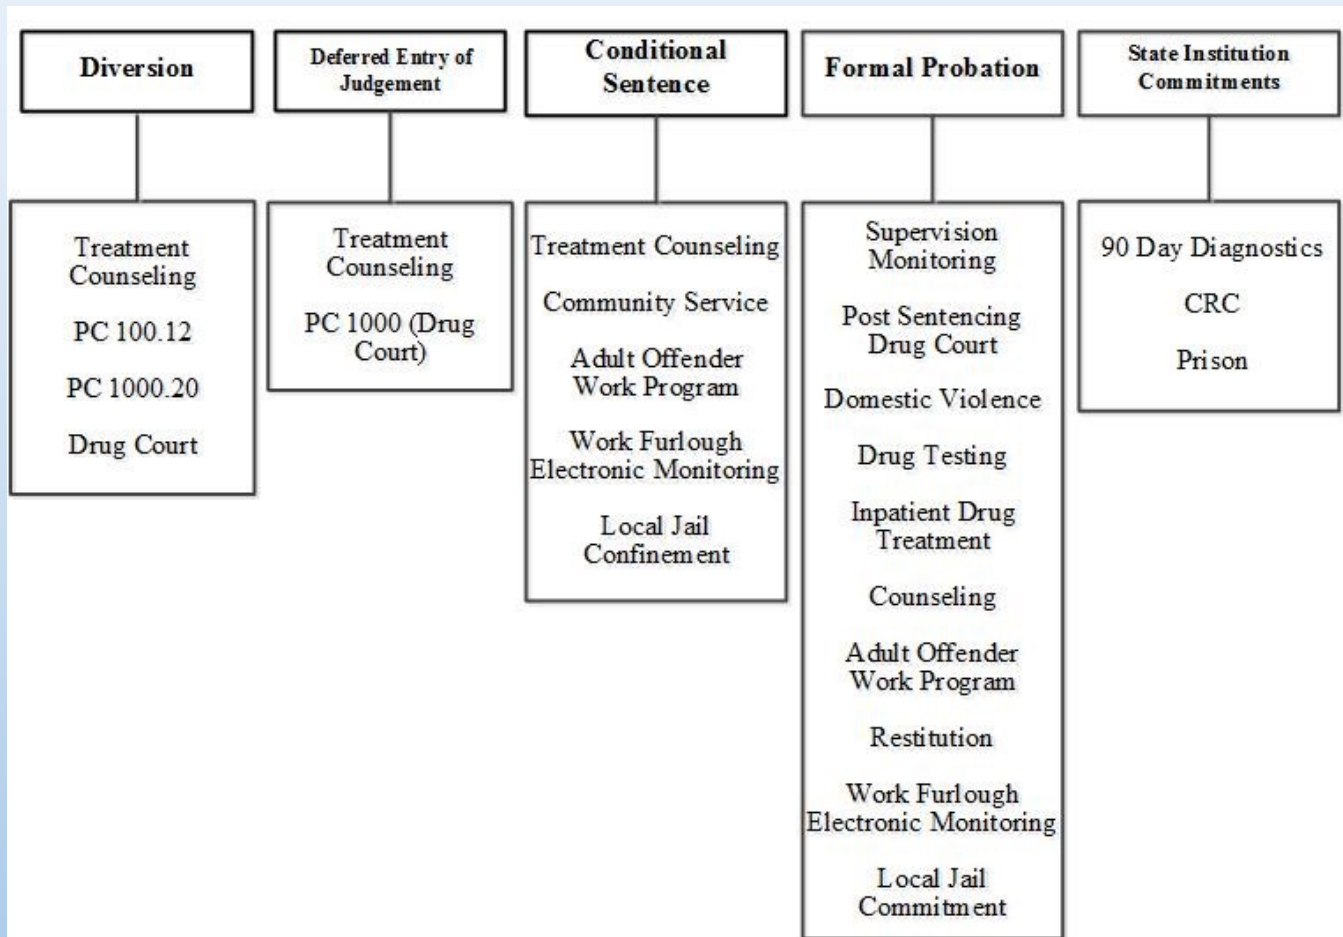 Diversion
Treatment
Counseling
PC 100.12
PC 1000.20
Drug Court
Deferred Entry of
Judgement
Treatment
Counseling
PC 1000 (Drug
Court)
Conditional
Sentence
Treatment Counseling
Community Service
Adult Offender
Work Program
Work Furlough
Electronic Monitoring
Local Jail
Confinement
Formal Probation
Supervision
Monitoring
Post Sentencing
Drug Court
Domestic Violence
Drug Testing
Inpatient Drug
Treatment
Counseling
Adult Offender
Work Program
Restitution
Work Furlough
Electronic Monitoring
Local Jail
Commitment
State Institution
Commitments
90 Day Diagnostics
CRC
Prison